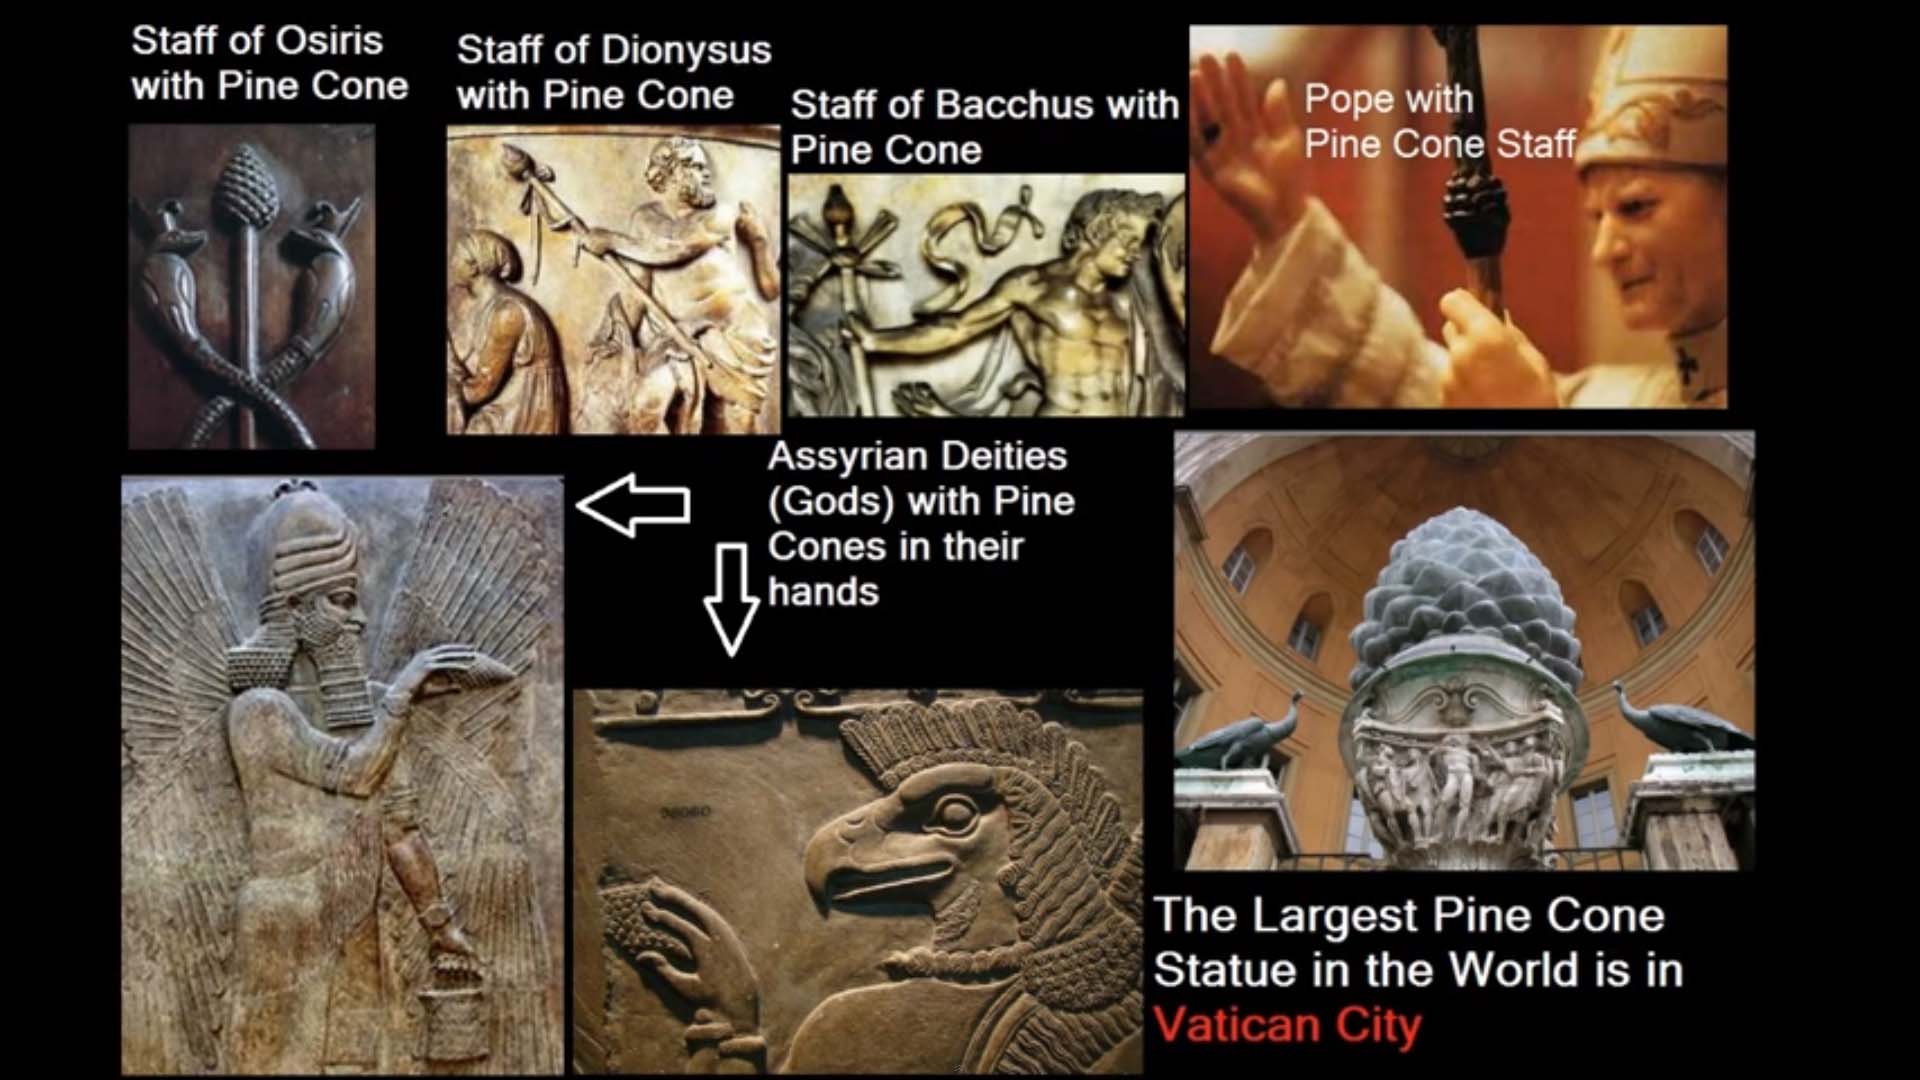 Staff of Osiris
with Pine Cone
Staff of Dionysus
with Pine Cone
Staff of Bacchus with
Pine Cone
Pope with
Pine Cone Staff
Assyrian Deities
(Gods) with Pine
Cones in their
hands
The Largest Pine Cone
Statue in the World is in
Vatican City